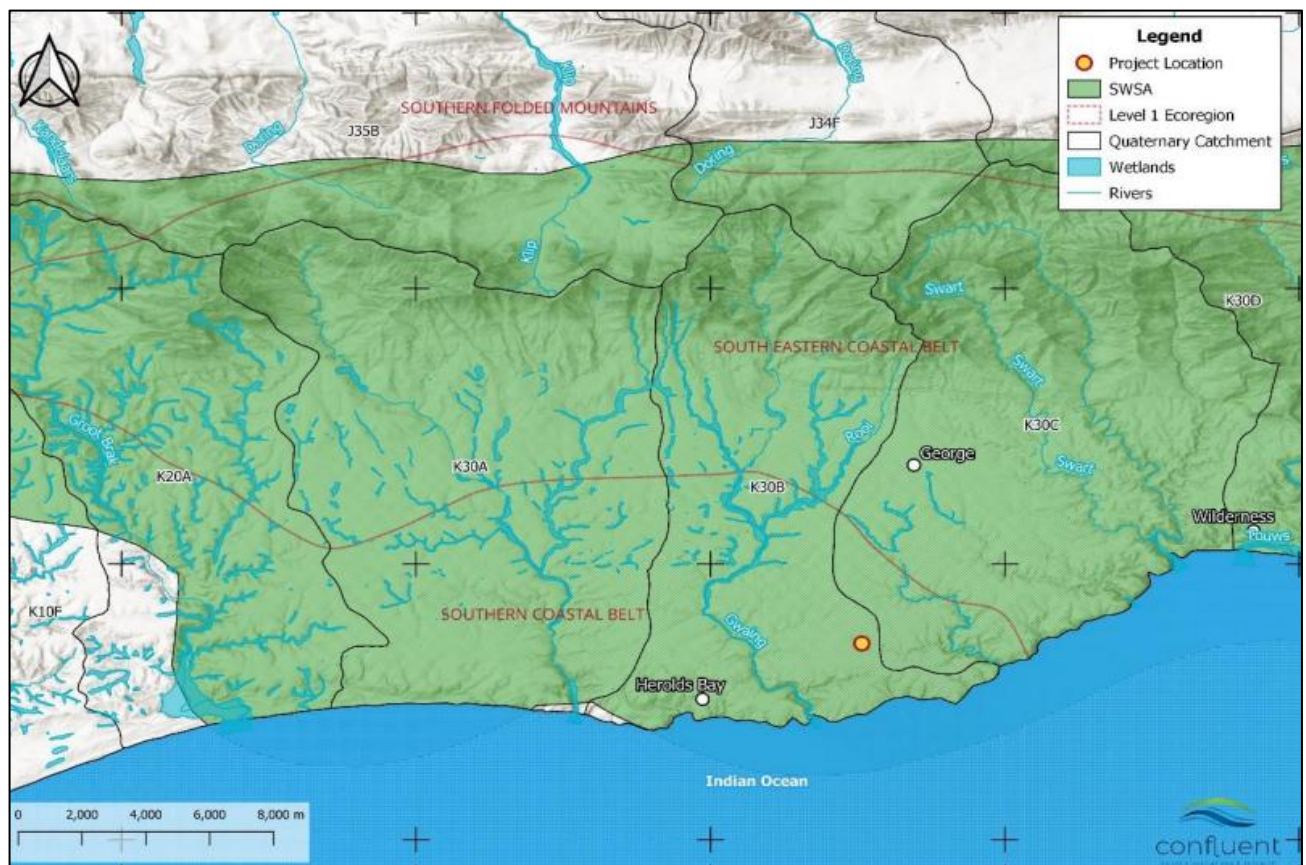 Legend
Project Location
SWSA
Level 1 Ecoregion
Quaternary Catchment
Wetlands
Rivers
Klip
Doring
SOUTHERN FOLDED MOUNTAINS
J35B
J34F
Kandelaars
Doring
Doring
Klip
Swart
K30D
SOUTH EASTERN COASTAL BELT
Swart
Groot Brak
K30A
K20A
K30B
Rooi
George
K30C
Swart
Wilderness
Touws
K10F
SOUTHERN COASTAL BELT
Gwaing
Herolds Bay
Indian Ocean
0 2,000 4,000 6,000 8,000 m
confluent